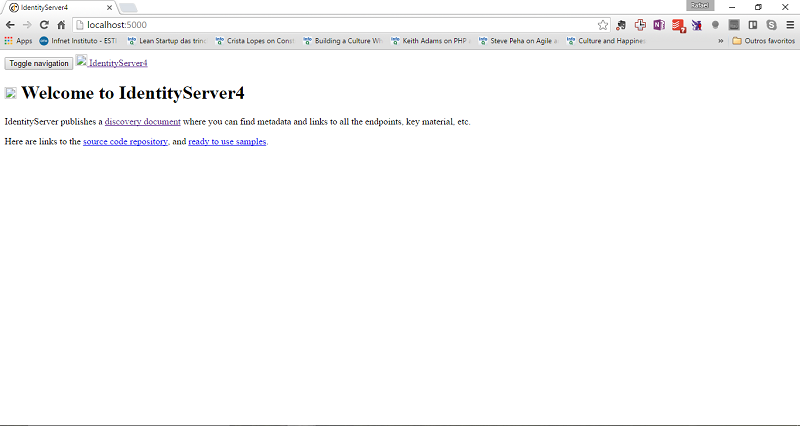 IdentityServer4
Rafael
localhost:5000
Apps
Infnet Instituto - ESTI
Lean Startup das trinc
Crista Lopes on Const
Building a Culture Wh
Keith Adams on PHP a
Steve Peha on Agile a
Culture and Happines
»
Outros favoritos
Toggle navigation
IdentityServer4
Welcome to IdentityServer4
IdentityServer publishes a discovery document where you can find metadata and links to all the endpoints, key material, etc.
Here are links to the source code repository, and ready to use samples.